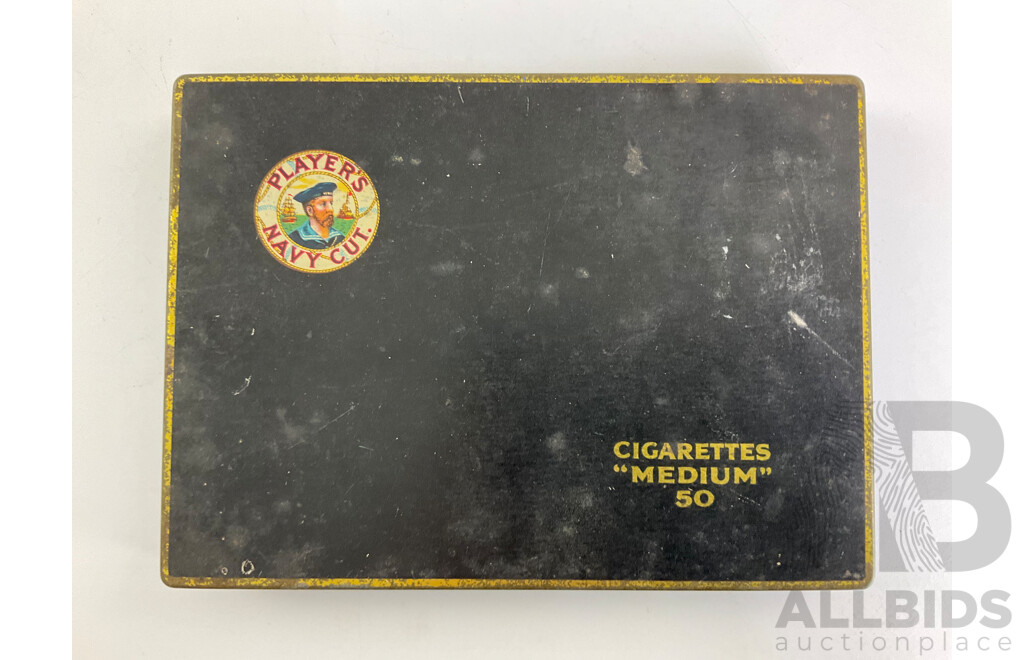 PLAYER'S
NAVY CUT.
CIGARETTES
"MEDIUM"
50
B
ALLBIDS
auctionplace